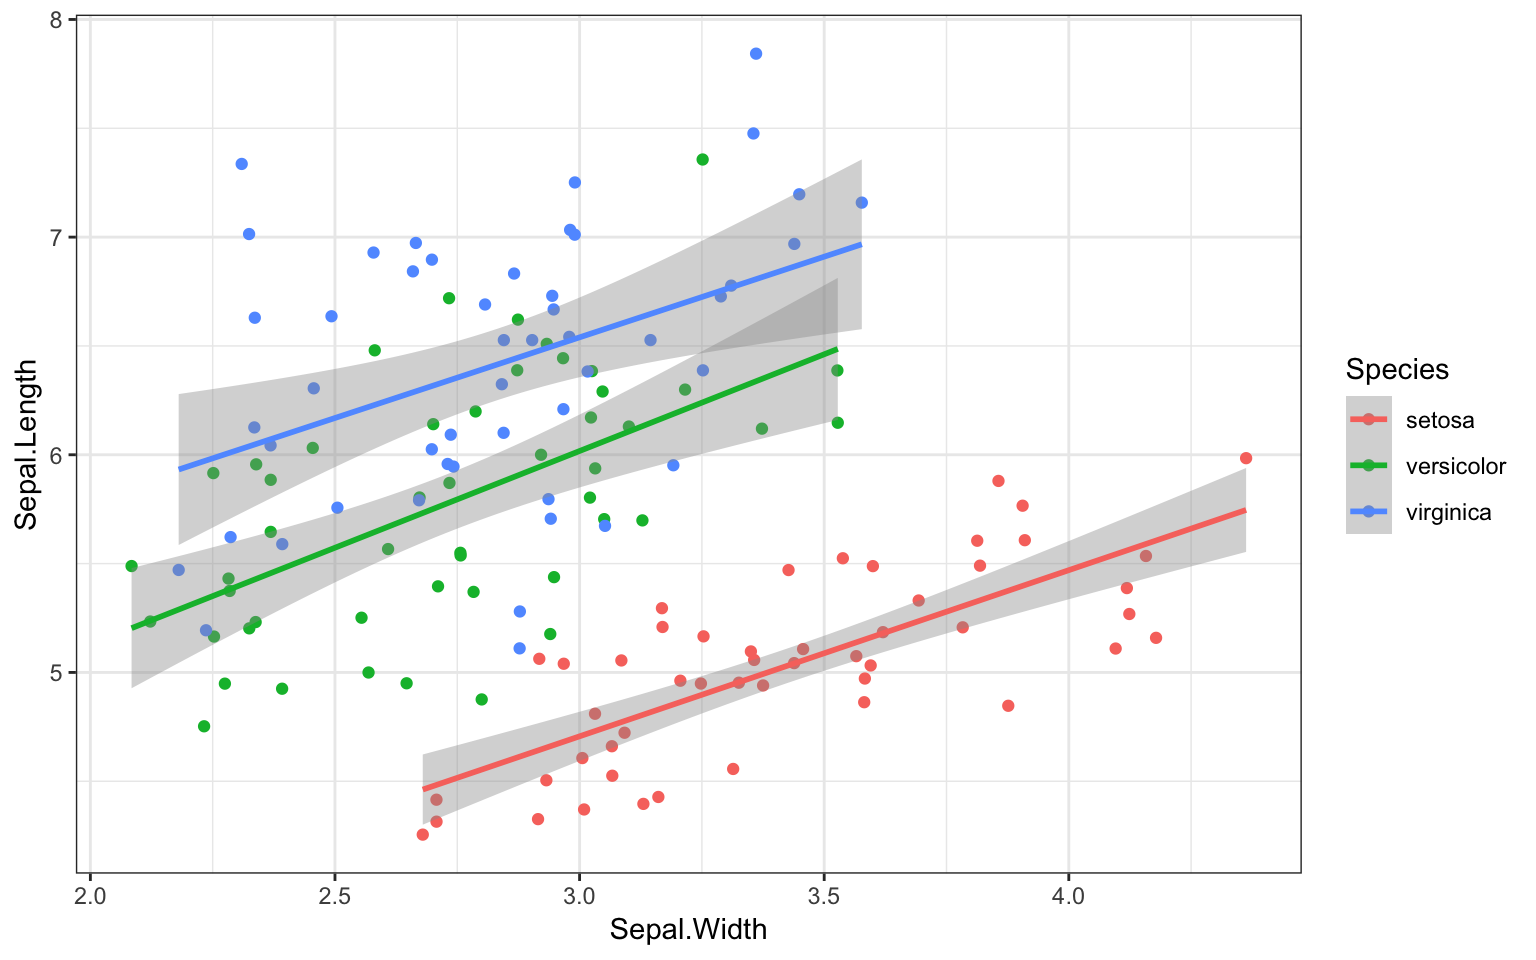 8
7
6
5
2.0 2.5 3.0 3.5 4.0
Sepal.Width
Sepal.Length
Species
setosa
versicolor
virginica